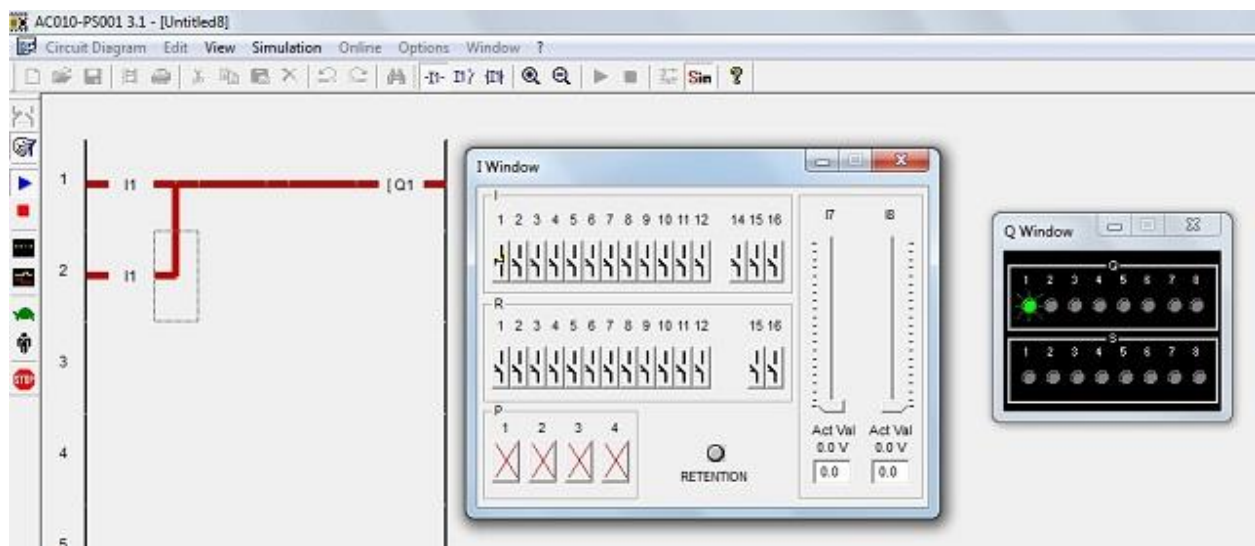 AC010-PS001 3.1 - [Untitled8]
Circuit Diagram Edit View Simulation Online Options Window ?
Sim ?
1 I1 [ Q1
2 I1
3
4
5
STOP
I Window
I
1 2 3 4 5 6 7 8 9 10 11 12 14 15 16
R
1 2 3 4 5 6 7 8 9 10 11 12 15 16
P
1 2 3 4
RETENTION
I7 I8
Act Val Act Val
0.0 V 0.0 V
0.0 0.0
Q Window
Q
1 2 3 4 5 6 7 8
S
1 2 3 4 5 6 7 8